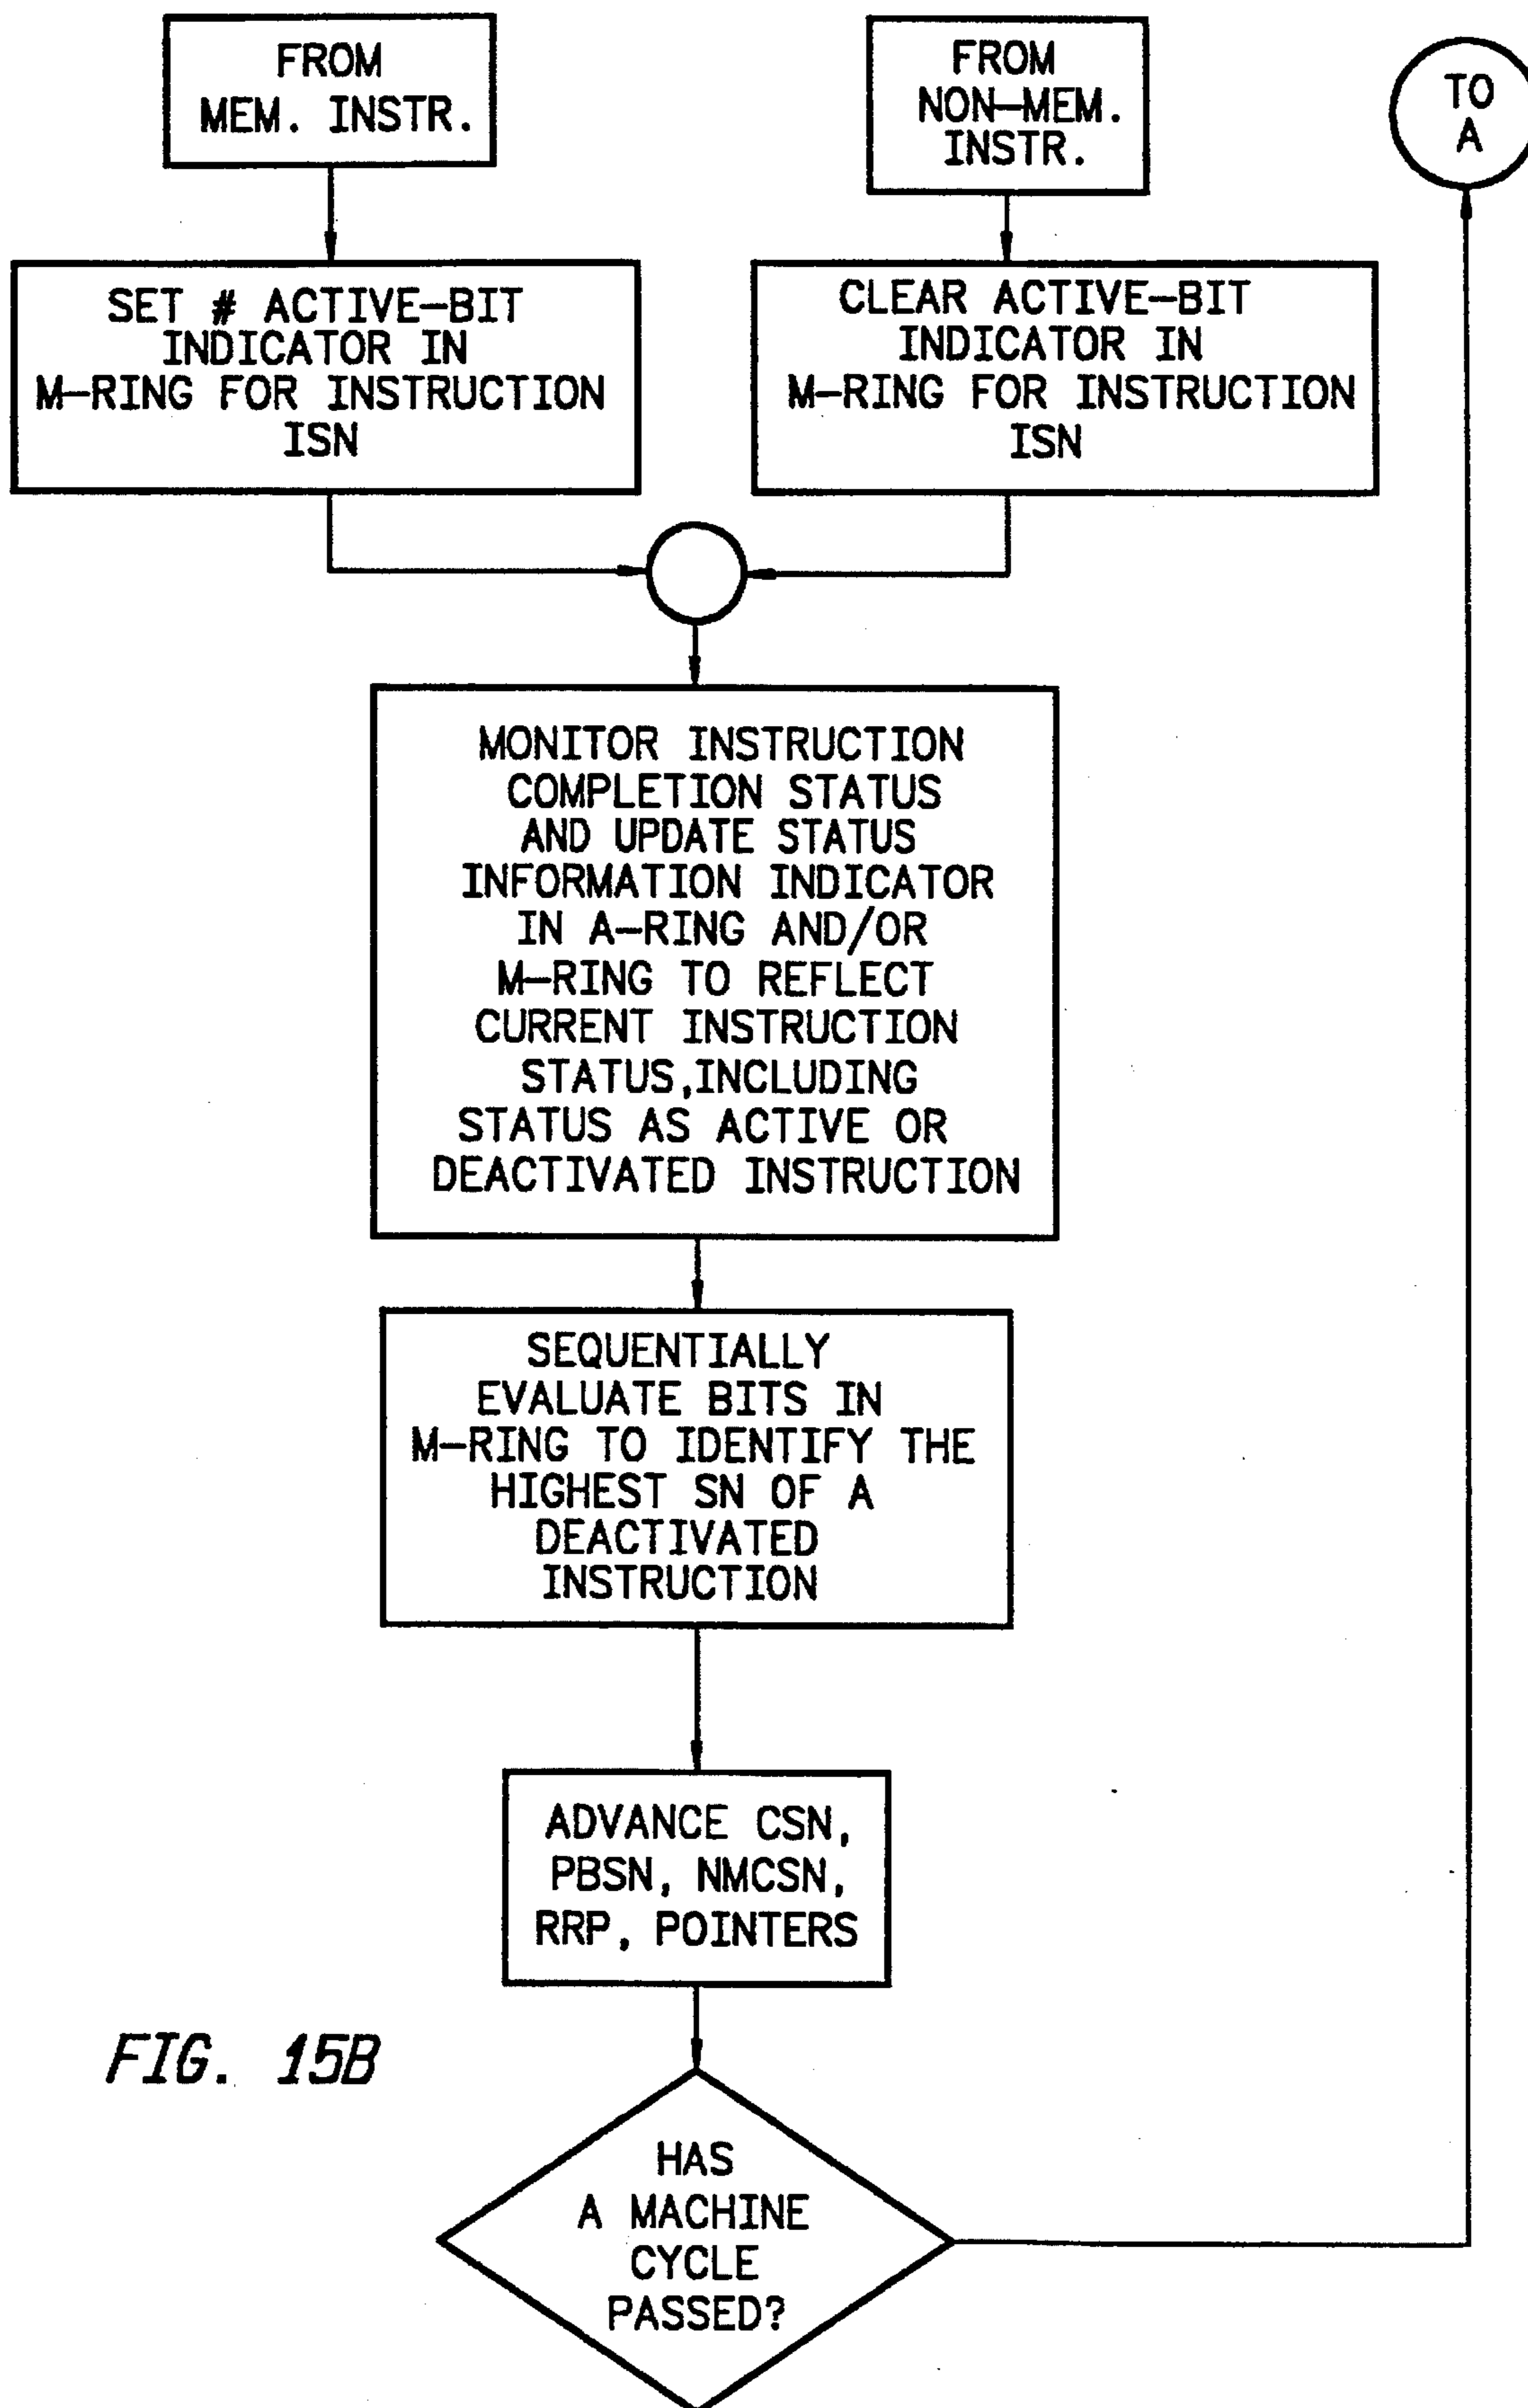 FROM
MEM. INSTR.
FROM
NON-MEM.
INSTR.
TO
A
SET # ACTIVE-BIT
INDICATOR IN
M-RING FOR INSTRUCTION
ISN
CLEAR ACTIVE-BIT
INDICATOR IN
M-RING FOR INSTRUCTION
ISN
MONITOR INSTRUCTION
COMPLETION STATUS
AND UPDATE STATUS
INFORMATION INDICATOR
IN A-RING AND/OR
M-RING TO REFLECT
CURRENT INSTRUCTION
STATUS,INCLUDING
STATUS AS ACTIVE OR
DEACTIVATED INSTRUCTION
SEQUENTIALLY
EVALUATE BITS IN
M-RING TO IDENTIFY THE
HIGHEST SN OF A
DEACTIVATED
INSTRUCTION
ADVANCE CSN,
PBSN, NMCSN,
RRP, POINTERS
FIG. 15B
HAS
A MACHINE
CYCLE
PASSED?